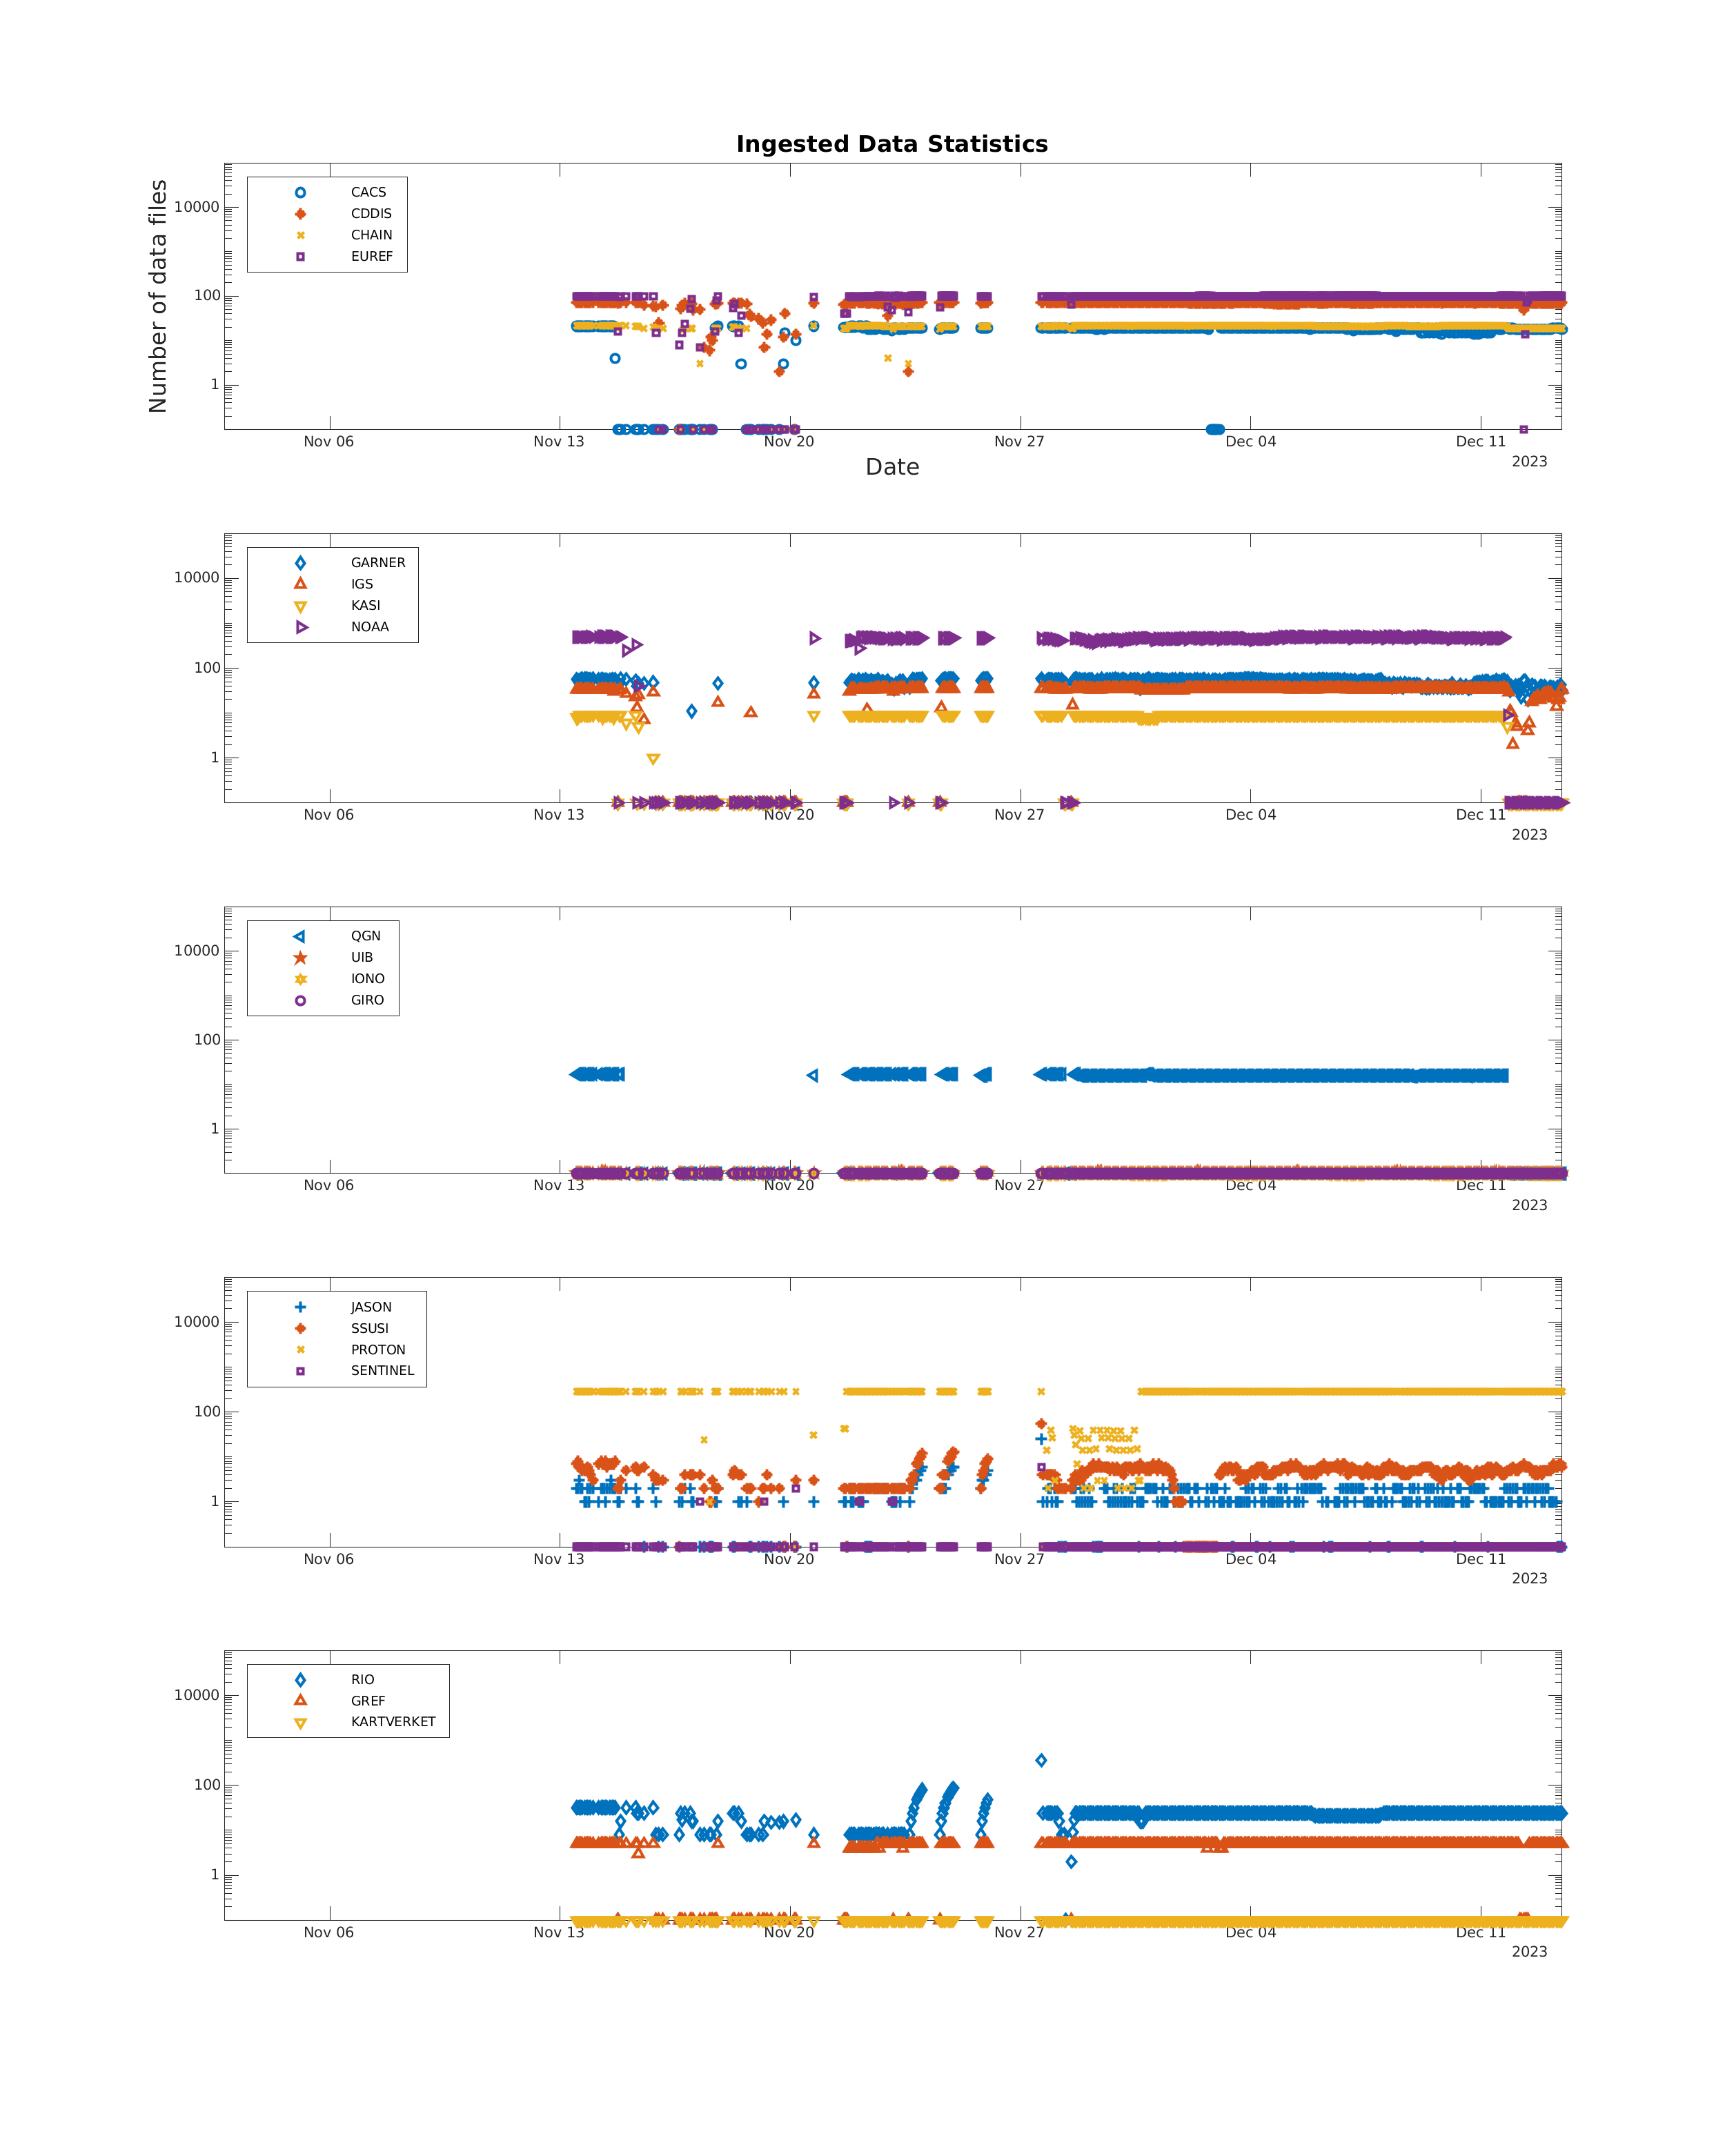 Ingested Data Statistics
Number of data files
10000
100
1
CACS
CDDIS
CHAIN
EUREF
Nov 06 Nov 13 Nov 20 Nov 27 Dec 04 Dec 11
2023
Date
10000
100
1
GARNER
IGS
KASI
NOAA
Nov 06 Nov 13 Nov 20 Nov 27 Dec 04 Dec 11
2023
10000
100
1
QGN
UIB
IONO
GIRO
Nov 06 Nov 13 Nov 20 Nov 27 Dec 04 Dec 11
2023
10000
100
1
JASON
SSUSI
PROTON
SENTINEL
Nov 06 Nov 13 Nov 20 Nov 27 Dec 04 Dec 11
2023
10000
100
1
RIO
GREF
KARTVERKET
Nov 06 Nov 13 Nov 20 Nov 27 Dec 04 Dec 11
2023